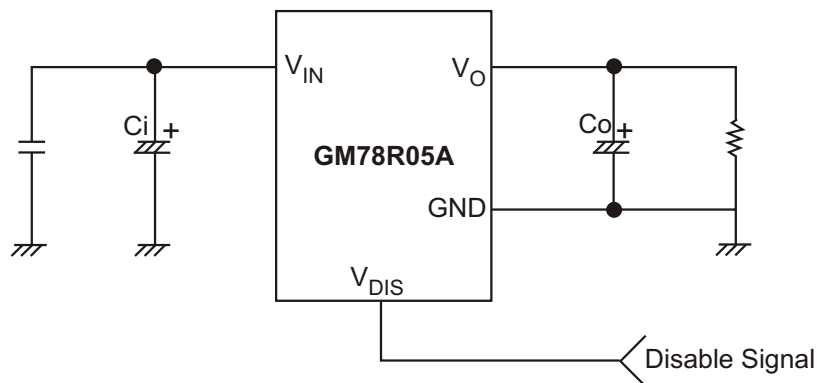 V_IN
V_O
Ci +
Co +
GM78R05A
GND
V_DIS
Disable Signal